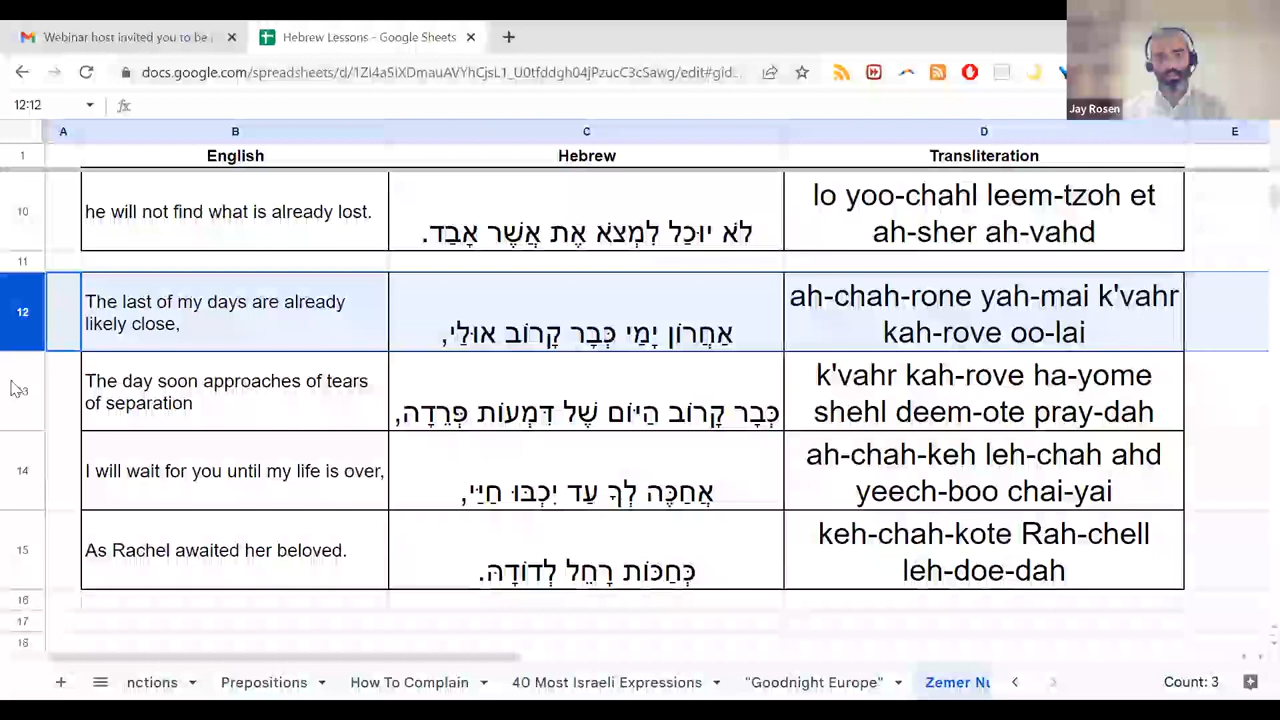 Webinar host invited you to be
Hebrew Lessons - Google Sheets
docs.google.com/spreadsheets/d/1Zl4a5iXDmauAVYhCjsL1_U0tfddgh04jPzucC3cSawg/edit#gid...
Jay Rosen
12:12
fx
A B C D E
1 English Hebrew Transliteration
10
he will not find what is already lost.
לֹא יוּכַל לִמְצֹא אֶת אֲשֶׁר אָבַד.
lo yoo-chahl leem-tzoh et
ah-sher ah-vahd
11
12
The last of my days are already
likely close,
אַחֲרוֹן יָמַי כְּבָר קָרוֹב אוּלַי,
ah-chah-rone yah-mai k'vahr
kah-rove oo-lai
The day soon approaches of tears
of separation
כְּבָר קָרוֹב הַיּוֹם שֶׁל דִּמְעוֹת פְּרֵדָה,
k'vahr kah-rove ha-yome
shehl deem-ote pray-dah
14
I will wait for you until my life is over,
אֲחַכֶּה לְךָ עַד יִכְבּוּ חַיַּי,
ah-chah-keh leh-chah ahd
yeech-boo chai-yai
15
As Rachel awaited her beloved.
כְּחַכּוֹת רָחֵל לְדוֹדָהּ.
keh-chah-kote Rah-chell
leh-doe-dah
16
17
18
nctions Prepositions How To Complain 40 Most Israeli Expressions "Goodnight Europe" Zemer Nu Count: 3